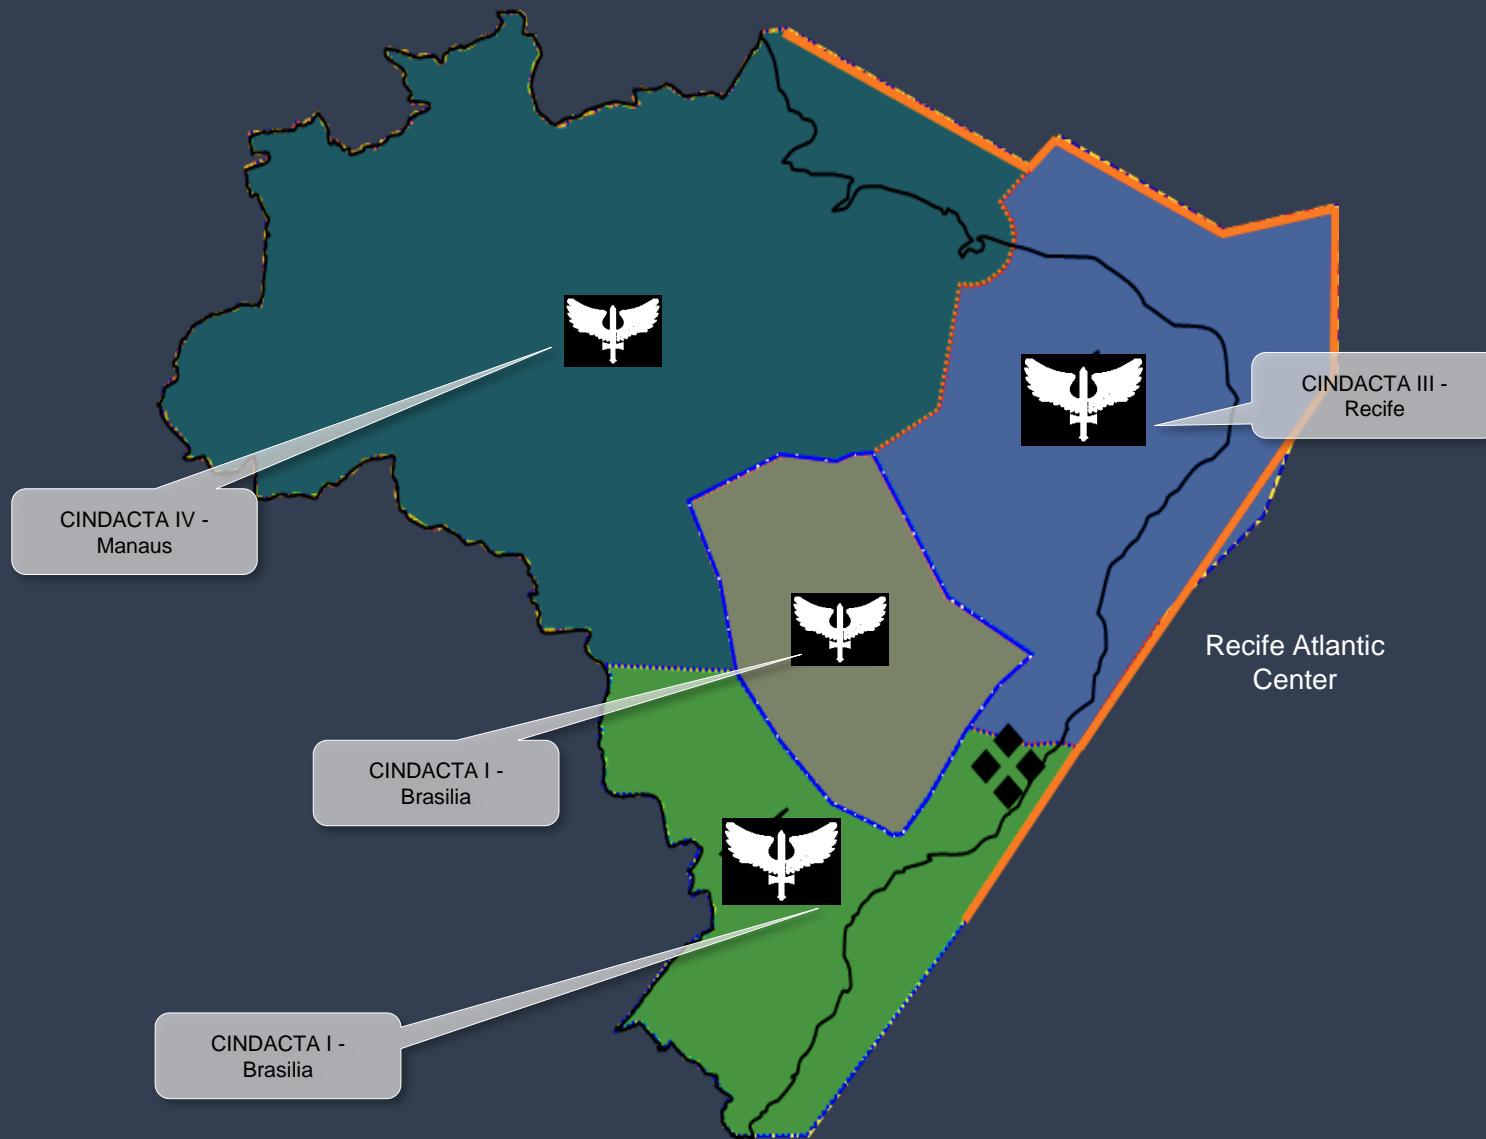 CINDACTA III -
Recife
CINDACTA IV -
Manaus
Recife Atlantic
Center
CINDACTA I -
Brasilia
CINDACTA I -
Brasilia